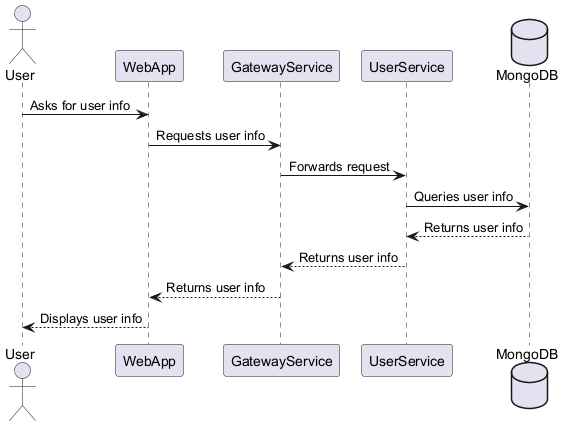 User
WebApp
GatewayService
UserService
MongoDB
Asks for user info
Requests user info
Forwards request
Queries user info
Returns user info
Returns user info
Returns user info
Displays user info
User
WebApp
GatewayService
UserService
MongoDB